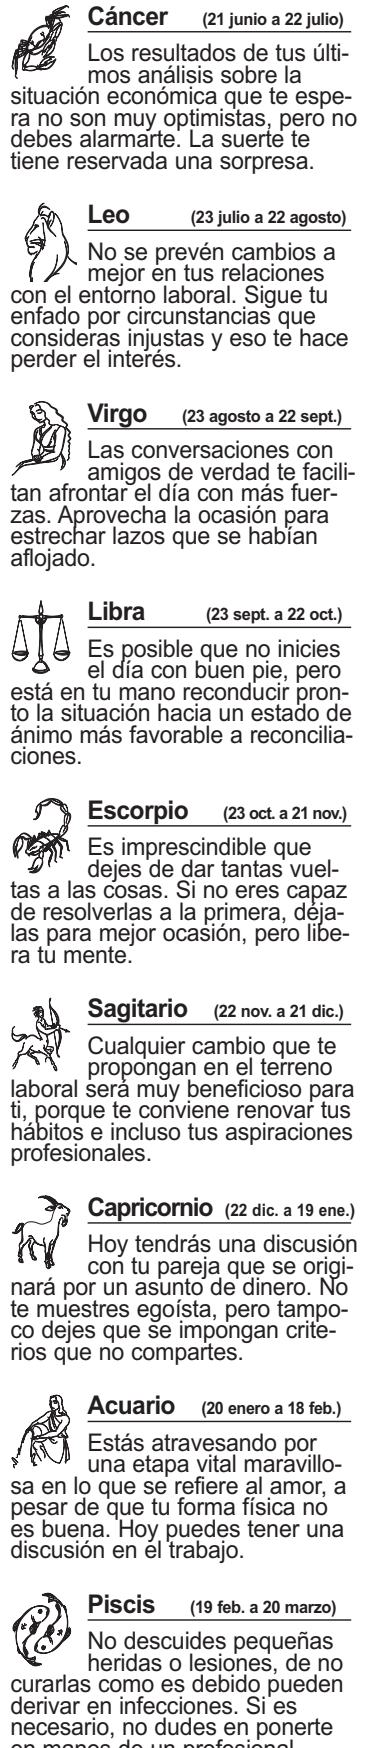 Cáncer (21 junio a 22 julio)
Los resultados de tus últi-
mos análisis sobre la
situación económica que te espe-
ra no son muy optimistas, pero no
debes alarmarte. La suerte te
tiene reservada una sorpresa.
Leo (23 julio a 22 agosto)
No se prevén cambios a
mejor en tus relaciones
con el entorno laboral. Sigue tu
enfado por circunstancias que
consideras injustas y eso te hace
perder el interés.
Virgo (23 agosto a 22 sept.)
Las conversaciones con
amigos de verdad te facili-
tan afrontar el día con más fuer-
zas. Aprovecha la ocasión para
estrechar lazos que se habían
aflojado.
Libra (23 sept. a 22 oct.)
Es posible que no inicies
el día con buen pie, pero
está en tu mano reconducir pron-
to la situación hacia un estado de
ánimo más favorable a reconcilia-
ciones.
Escorpio (23 oct. a 21 nov.)
Es imprescindible que
dejes de dar tantas vuel-
tas a las cosas. Si no eres capaz
de resolverlas a la primera, déja-
las para mejor ocasión, pero libe-
ra tu mente.
Sagitario (22 nov. a 21 dic.)
Cualquier cambio que te
propongan en el terreno
laboral será muy beneficioso para
ti, porque te conviene renovar tus
hábitos e incluso tus aspiraciones
profesionales.
Capricornio (22 dic. a 19 ene.)
Hoy tendrás una discusión
con tu pareja que se origi-
nará por un asunto de dinero. No
te muestres egoísta, pero tampo-
co dejes que se impongan crite-
rios que no compartes.
Acuario (20 enero a 18 feb.)
Estás atravesando por
una etapa vital maravillo-
sa en lo que se refiere al amor, a
pesar de que tu forma física no
es buena. Hoy puedes tener una
discusión en el trabajo.
Piscis (19 feb. a 20 marzo)
No descuides pequeñas
heridas o lesiones, de no
curarlas como es debido pueden
derivar en infecciones. Si es
necesario, no dudes en ponerte
en manos de un profesional